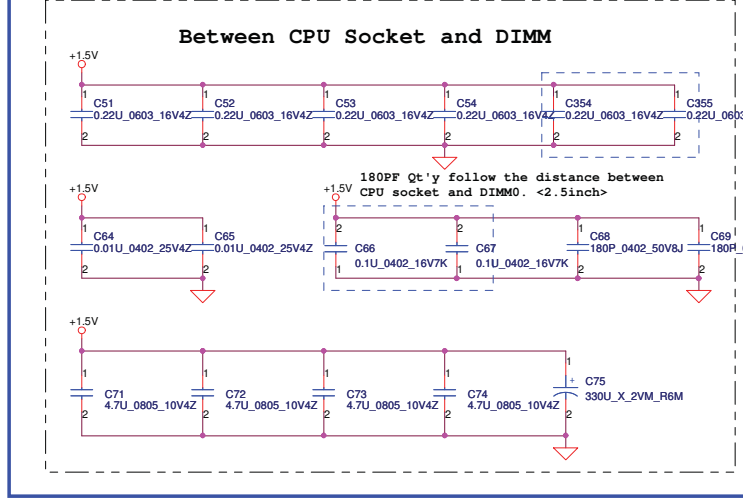 Between CPU Socket and DIMM
+1.5V
1 1 1 1 1 1
C51 C52 C53 C54 C354 C355
0.22U_0603_16V4Z 0.22U_0603_16V4Z 0.22U_0603_16V4Z 0.22U_0603_16V4Z 0.22U_0603_16V4Z 0.22U_0603
2 2 2 2 2 2
180PF Qt'y follow the distance between
CPU socket and DIMM0. <2.5inch>
+1.5V
+1.5V
1 1 2 2 1 1
C64 C65 C66 C67 C68 C69
0.01U_0402_25V4Z 0.01U_0402_25V4Z 0.1U_0402_16V7K 0.1U_0402_16V7K 180P_0402_50V8J 180P_
2 2 1 1 2 2
+1.5V
1 1 1 1 1
C71 C72 C73 C74 + C75
4.7U_0805_10V4Z 4.7U_0805_10V4Z 4.7U_0805_10V4Z 4.7U_0805_10V4Z 330U_X_2VM_R6M
2 2 2 2 2